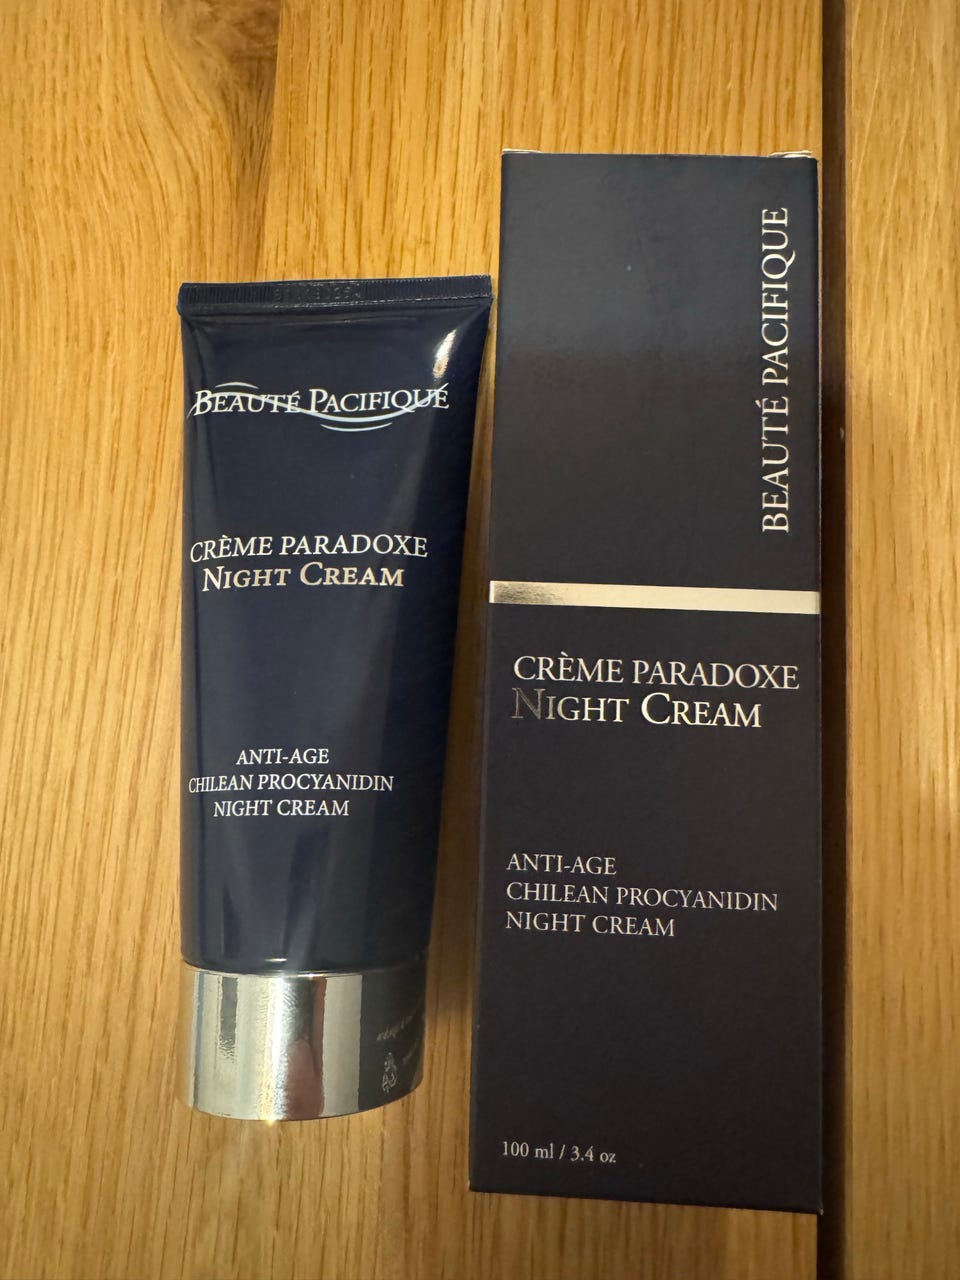 BEAUTÉ PACIFIQUE
CRÈME PARADOXE
NIGHT CREAM
ANTI-AGE
CHILEAN PROCYANIDIN
NIGHT CREAM
BEAUTÉ PACIFIQUE
CRÈME PARADOXE
NIGHT CREAM
ANTI-AGE
CHILEAN PROCYANIDIN
NIGHT CREAM
100 ml / 3.4 oz